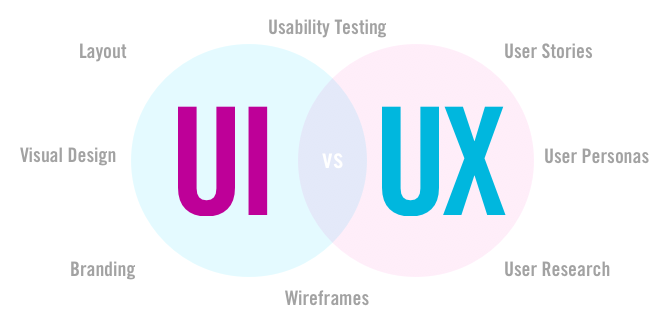 Usability Testing
Layout
User Stories
UI
vs
UX
Visual Design
User Personas
Branding
User Research
Wireframes